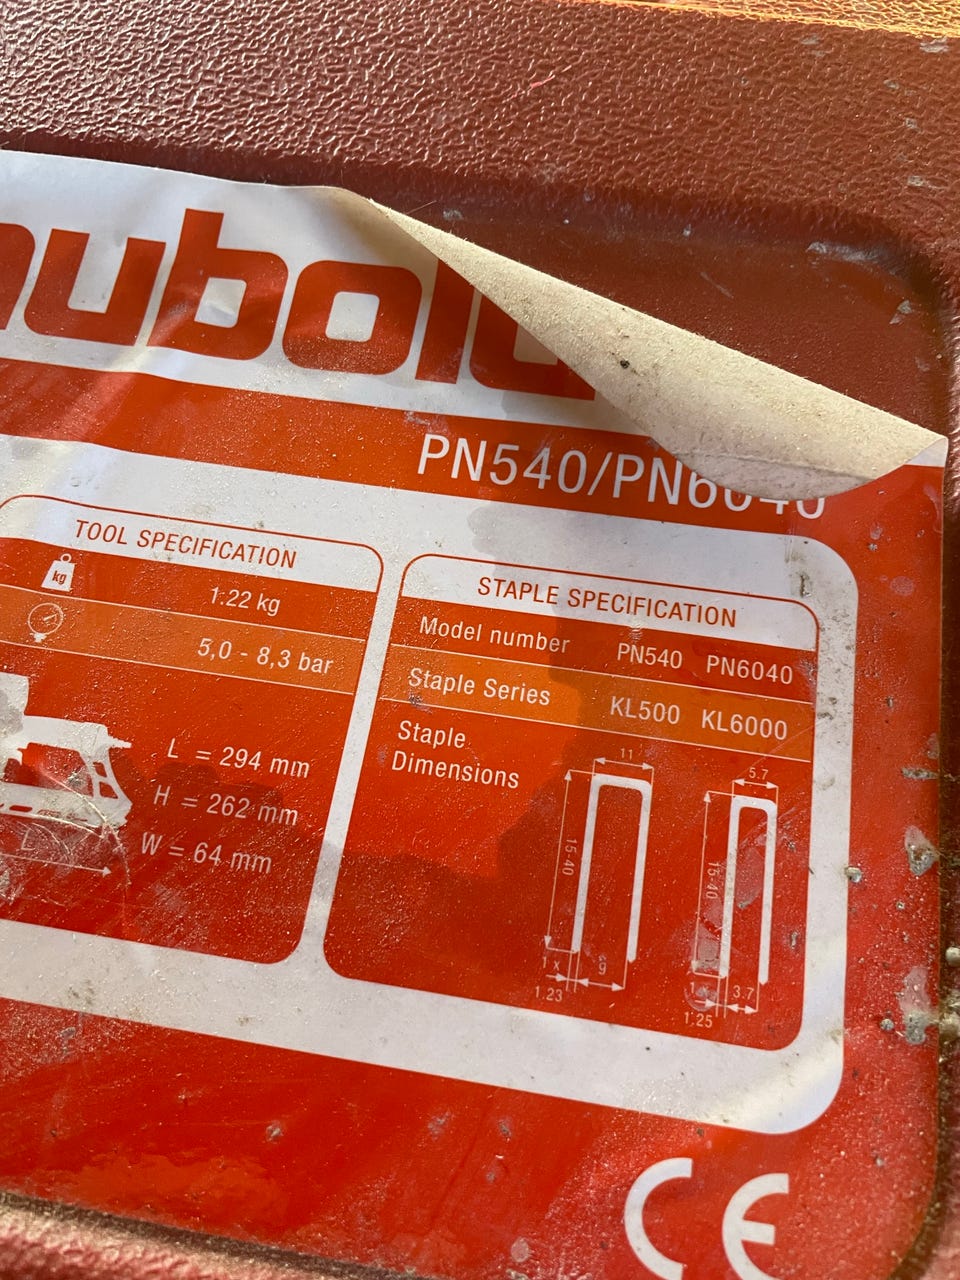 PN540/PN6040
TOOL SPECIFICATION
kg
1.22 kg
5,0 - 8,3 bar
L = 294 mm
H = 262 mm
W = 64 mm
L
STAPLE SPECIFICATION
Model number PN540 PN6040
Staple Series KL500 KL6000
Staple
Dimensions
11
5.7
15-40
15-40
1 x
1.23
9
1.25
3.7
CE